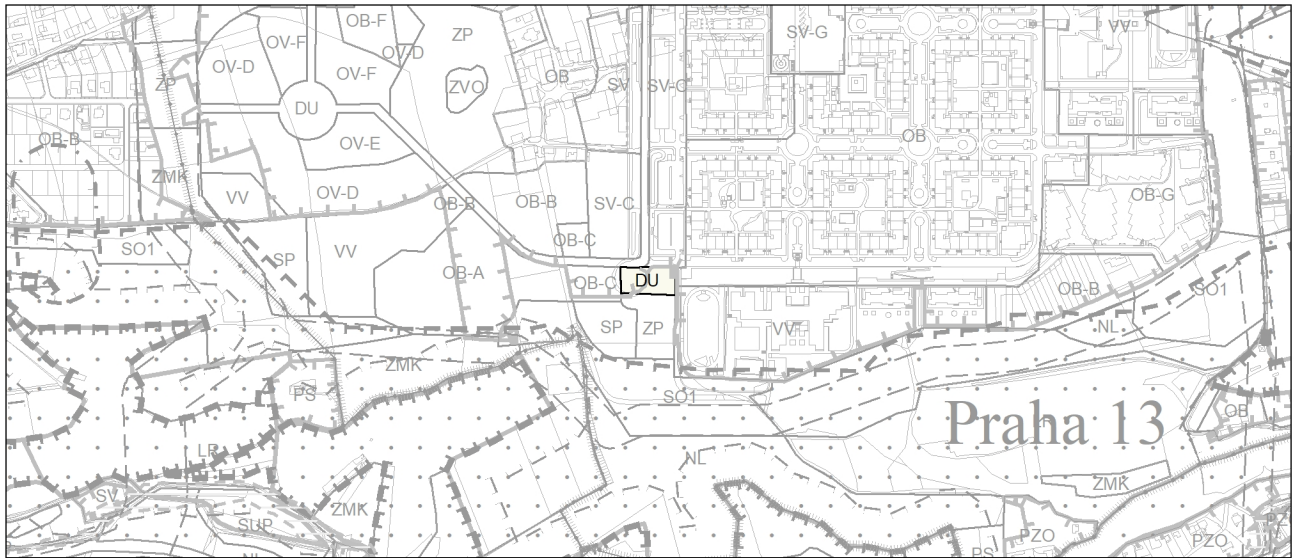 OB-F
OV-F
OV-D
ZP
SV-G
VV
OV-D
OV-F
ZVO
OB
SV
SV-C
ZP
DU
OB
OB-B
OV-E
ZMK
VV
OV-D
OB-B
OB-B
SV-C
OB-G
SO1
SP
VV
OB-C
OB-A
OB-C
DU
OB-B
SO1
SP
ZP
VV
NL
ZMK
PS
SO1
Praha 13
OB
LR
NL
ZMK
SV
ZMK
SUP
PZO
PZO
PS